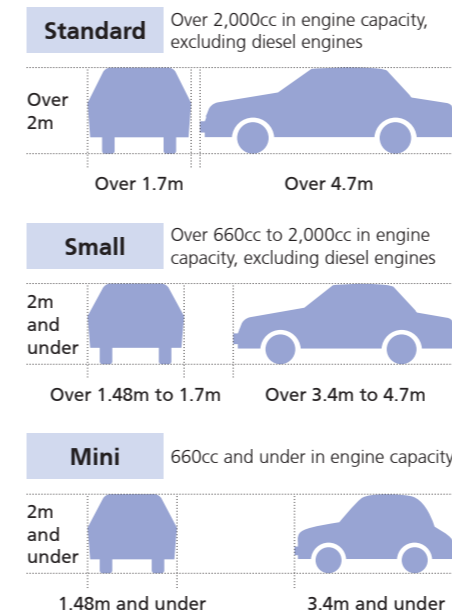 Standard
Over 2,000cc in engine capacity,
excluding diesel engines
Over
2m
Over 1.7m
Over 4.7m
Small
Over 660cc to 2,000cc in engine
capacity, excluding diesel engines
2m
and
under
Over 1.48m to 1.7m
Over 3.4m to 4.7m
Mini
660cc and under in engine capacity
2m
and
under
1.48m and under
3.4m and under